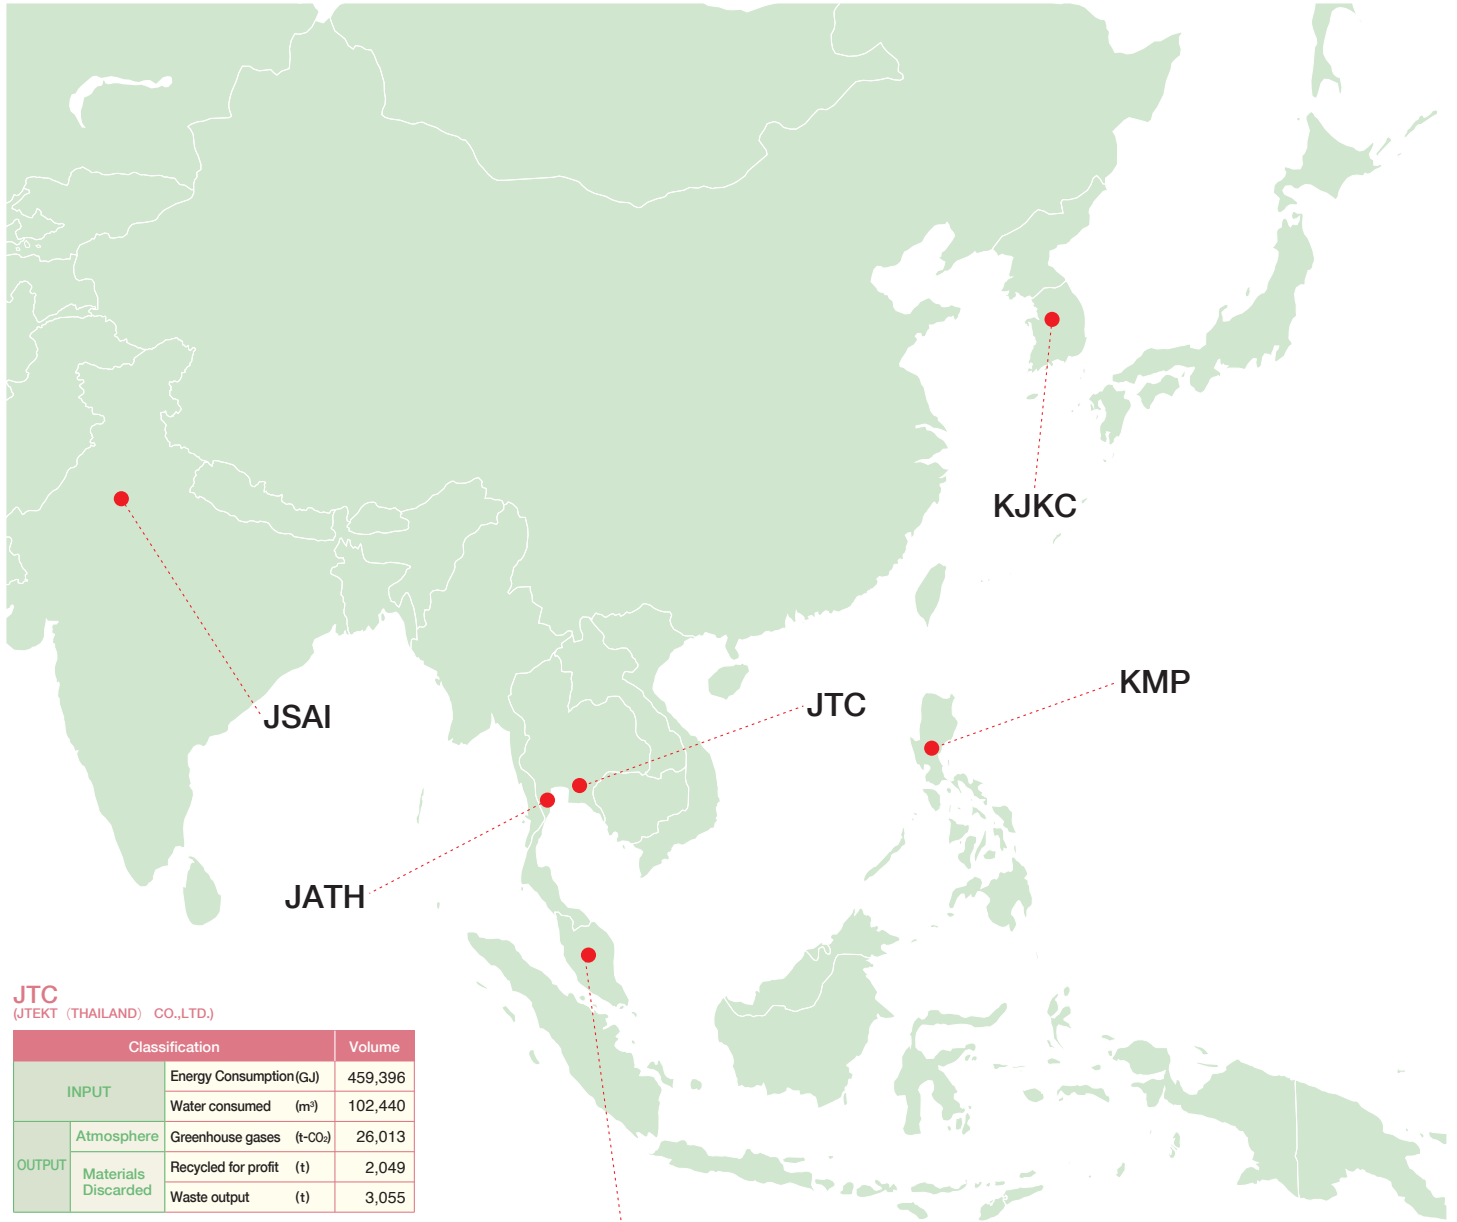 KJKC
KMP
JTC
JSAI
JATH
JTC
(JTEKT (THAILAND) CO.,LTD.)
Classification Volume
INPUT Energy Consumption (GJ) 459,396
Water consumed (m³) 102,440
OUTPUT Atmosphere Greenhouse gases (t-CO₂) 26,013
Materials Discarded Recycled for profit (t) 2,049
Waste output (t) 3,055